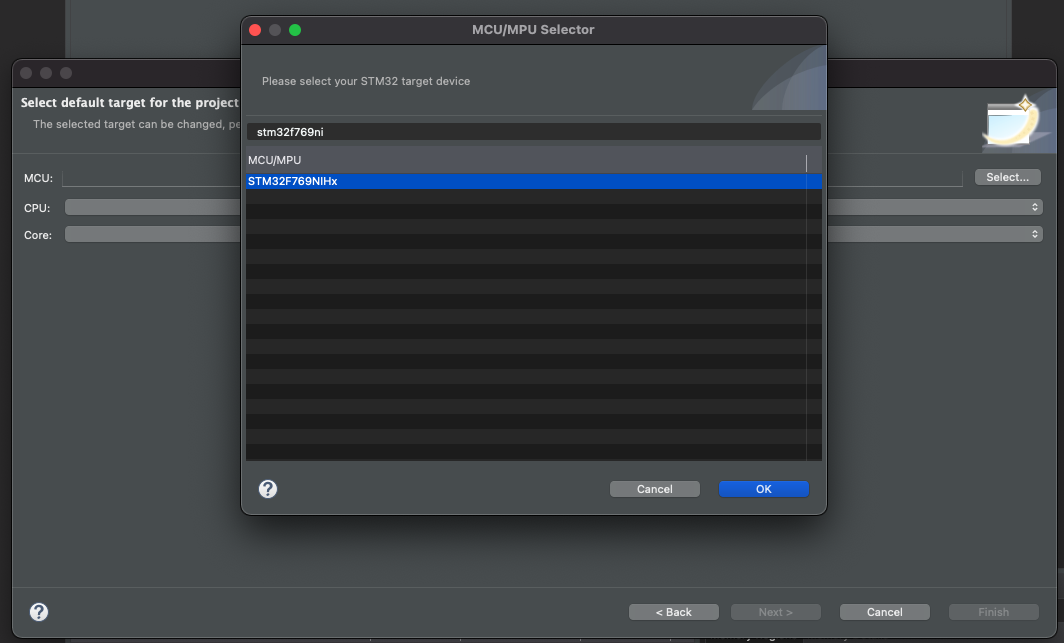 MCU/MPU Selector
Please select your STM32 target device
stm32f769ni
MCU/MPU
STM32F769NIHx
?
Cancel
OK
Select default target for the project
The selected target can be changed,
MCU:
Select...
CPU:
Core:
?
< Back
Next >
Cancel
Finish